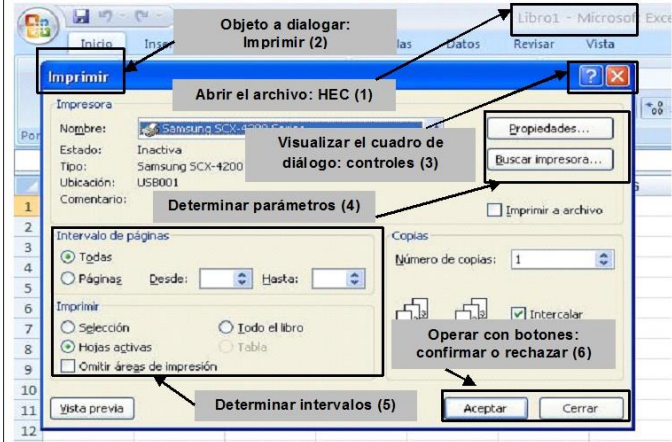 Objeto a dialogar:
Imprimir (2)
Libro1 - Microsoft Exce
Inicio
Datos
Revisar
Vista
Imprimir
Abrir el archivo: HEC (1)
Impresora
Nombre:
Samsung SCX-4200 Series
Propiedades...
Estado: Inactiva
Visualizar el cuadro de
diálogo: controles (3)
Tipo: Samsung SCX-4200
Buscar impresora...
Ubicación: USB001
Comentario:
Determinar parámetros (4)
Imprimir a archivo
Intervalo de páginas
Todas
Páginas Desde: Hasta:
Copias
Número de copias: 1
Imprimir
Selección Todo el libro
Hojas activas Tabla
Omitir áreas de impresión
Intercalar
Operar con botones:
confirmar o rechazar (6)
Vista previa
Determinar intervalos (5)
Aceptar Cerrar
1
2
3
4
5
6
7
8
9
10
11
12